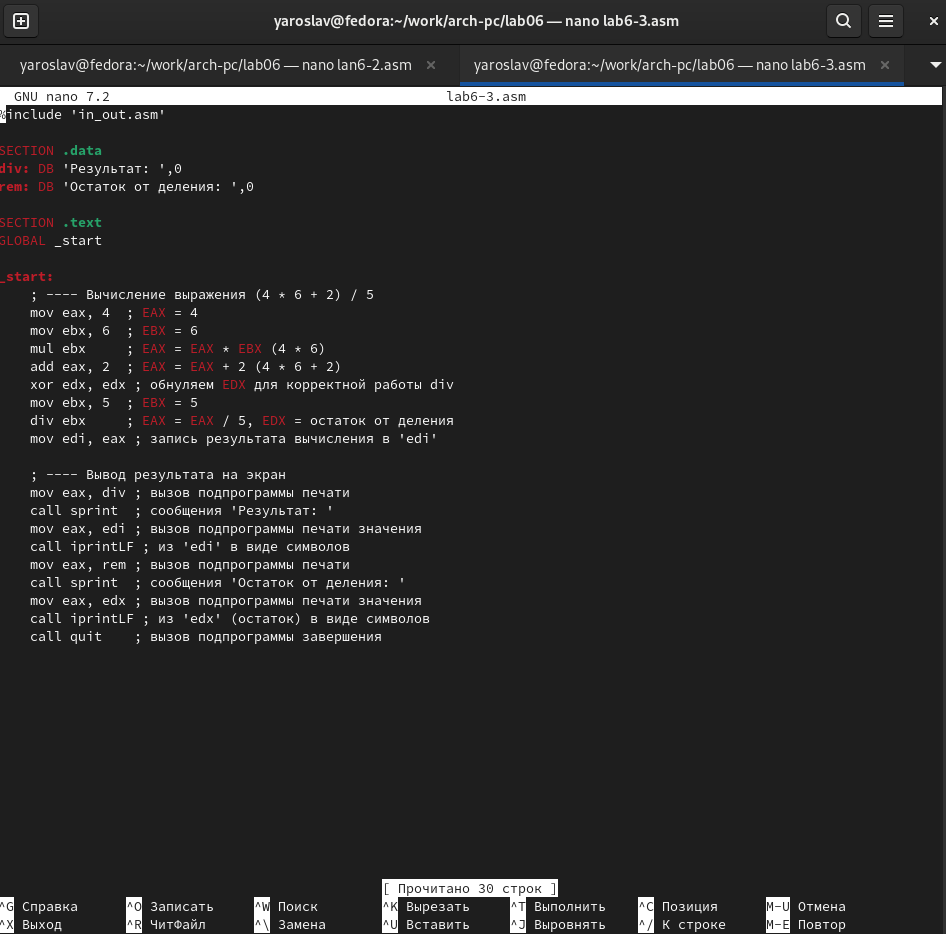 yaroslav@fedora:~/work/arch-pc/lab06 — nano lab6-3.asm
yaroslav@fedora:~/work/arch-pc/lab06 — nano lan6-2.asm
yaroslav@fedora:~/work/arch-pc/lab06 — nano lab6-3.asm
GNU nano 7.2 lab6-3.asm
%include 'in_out.asm'
SECTION .data
div: DB 'Результат: ',0
rem: DB 'Остаток от деления: ',0
SECTION .text
GLOBAL _start
_start:
; ---- Вычисление выражения (4 * 6 + 2) / 5
mov eax, 4 ; EAX = 4
mov ebx, 6 ; EBX = 6
mul ebx ; EAX = EAX * EBX (4 * 6)
add eax, 2 ; EAX = EAX + 2 (4 * 6 + 2)
xor edx, edx ; обнуляем EDX для корректной работы div
mov ebx, 5 ; EBX = 5
div ebx ; EAX = EAX / 5, EDX = остаток от деления
mov edi, eax ; запись результата вычисления в 'edi'
; ---- Вывод результата на экран
mov eax, div ; вызов подпрограммы печати
call sprint ; сообщения 'Результат: '
mov eax, edi ; вызов подпрограммы печати значения
call iprintLF ; из 'edi' в виде символов
mov eax, rem ; вызов подпрограммы печати
call sprint ; сообщения 'Остаток от деления: '
mov eax, edx ; вызов подпрограммы печати значения
call iprintLF ; из 'edx' (остаток) в виде символов
call quit ; вызов подпрограммы завершения
[ Прочитано 30 строк ]
^G Справка ^O Записать ^W Поиск ^K Вырезать ^T Выполнить ^C Позиция M-U Отмена
^X Выход ^R ЧитФайл ^\ Замена ^U Вставить ^J Выровнять ^/ К строке M-E Повтор